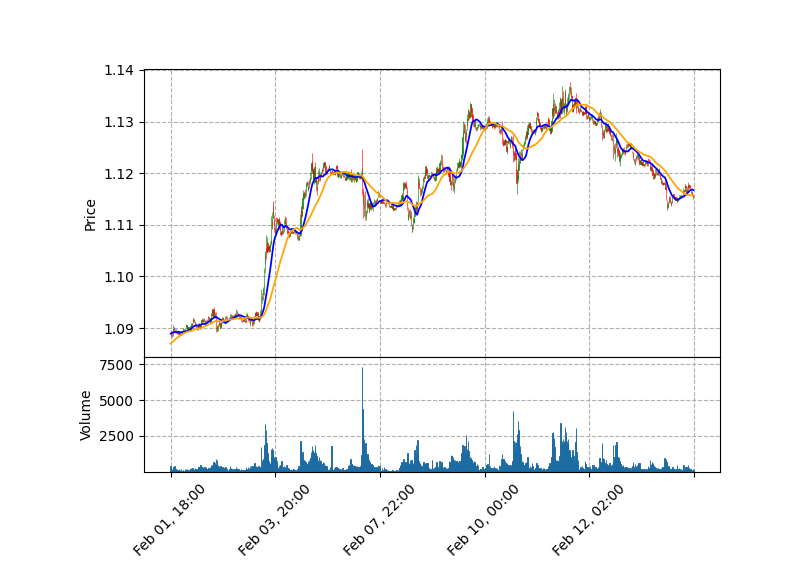 1.14
1.13
1.12
1.11
1.10
1.09
Price
7500
5000
2500
Volume
Feb 01, 18:00
Feb 03, 20:00
Feb 07, 22:00
Feb 10, 00:00
Feb 12, 02:00